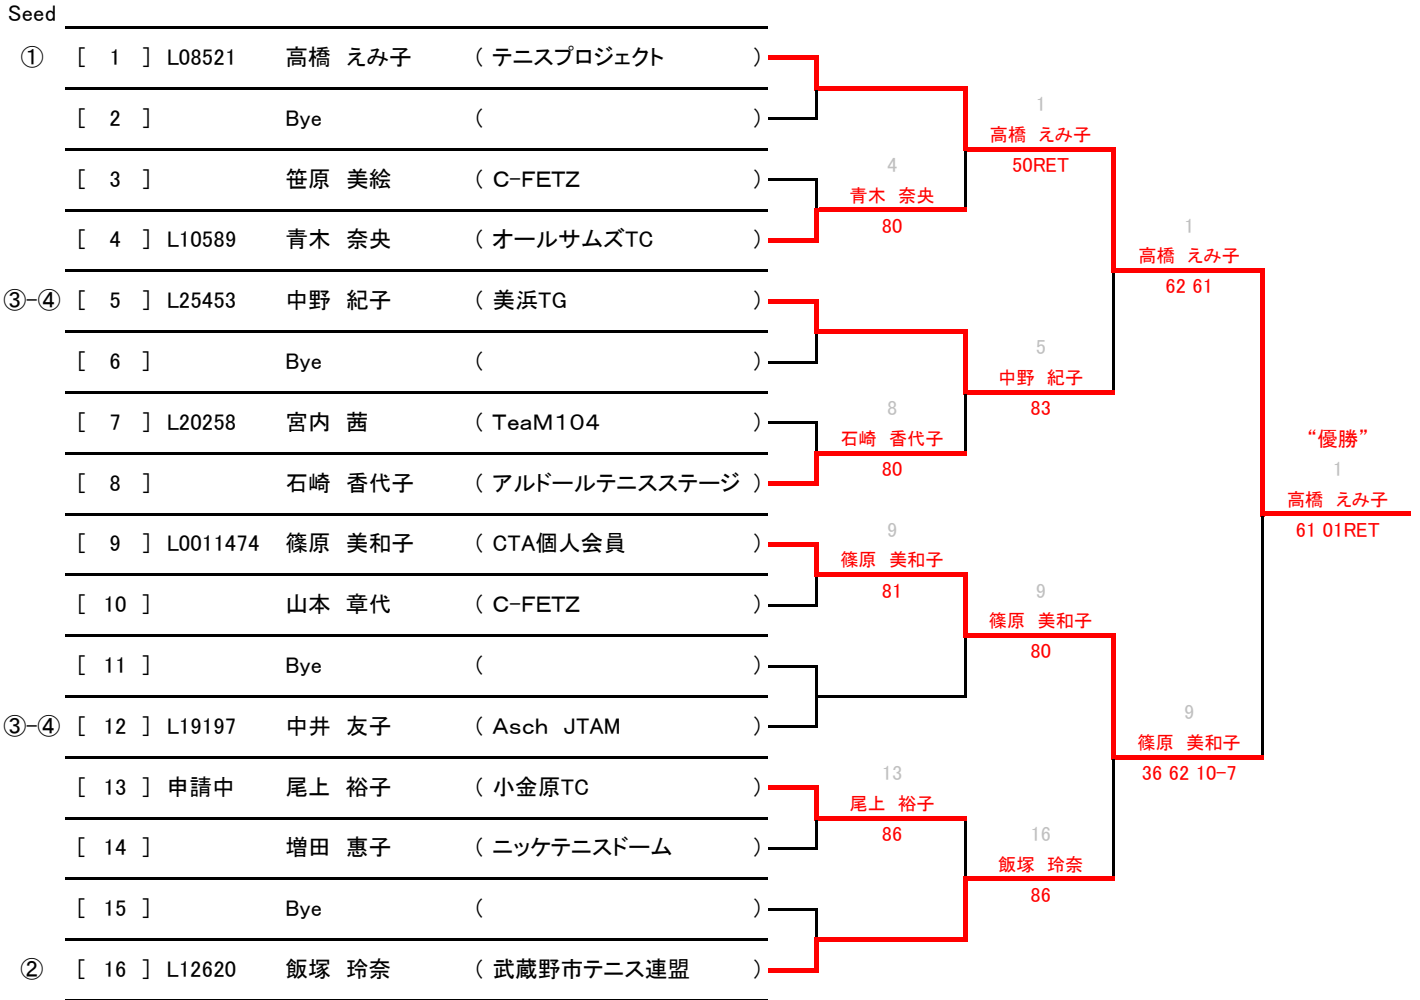 Seed
① [ 1 ] L08521 高橋 えみ子 ( テニスプロジェクト )
[ 2 ] Bye ( )
[ 3 ] 笹原 美絵 ( C-FETZ )
[ 4 ] L10589 青木 奈央 ( オールサムズTC )
③-④ [ 5 ] L25453 中野 紀子 ( 美浜TG )
[ 6 ] Bye ( )
[ 7 ] L20258 宮内 茜 ( TeaM104 )
[ 8 ] 石崎 香代子 ( アルドールテニスステージ )
[ 9 ] L0011474 篠原 美和子 ( CTA個人会員 )
[ 10 ] 山本 章代 ( C-FETZ )
[ 11 ] Bye ( )
③-④ [ 12 ] L19197 中井 友子 ( Asch JTAM )
[ 13 ] 申請中 尾上 裕子 ( 小金原TC )
[ 14 ] 増田 惠子 ( ニッケテニスドーム )
[ 15 ] Bye ( )
② [ 16 ] L12620 飯塚 玲奈 ( 武蔵野市テニス連盟 )
4
青木 奈央
80
8
石崎 香代子
80
9
篠原 美和子
81
13
尾上 裕子
86
1
高橋 えみ子
50RET
5
中野 紀子
83
9
篠原 美和子
80
16
飯塚 玲奈
86
1
高橋 えみ子
62 61
9
篠原 美和子
36 62 10-7
“優勝”
1
高橋 えみ子
61 01RET